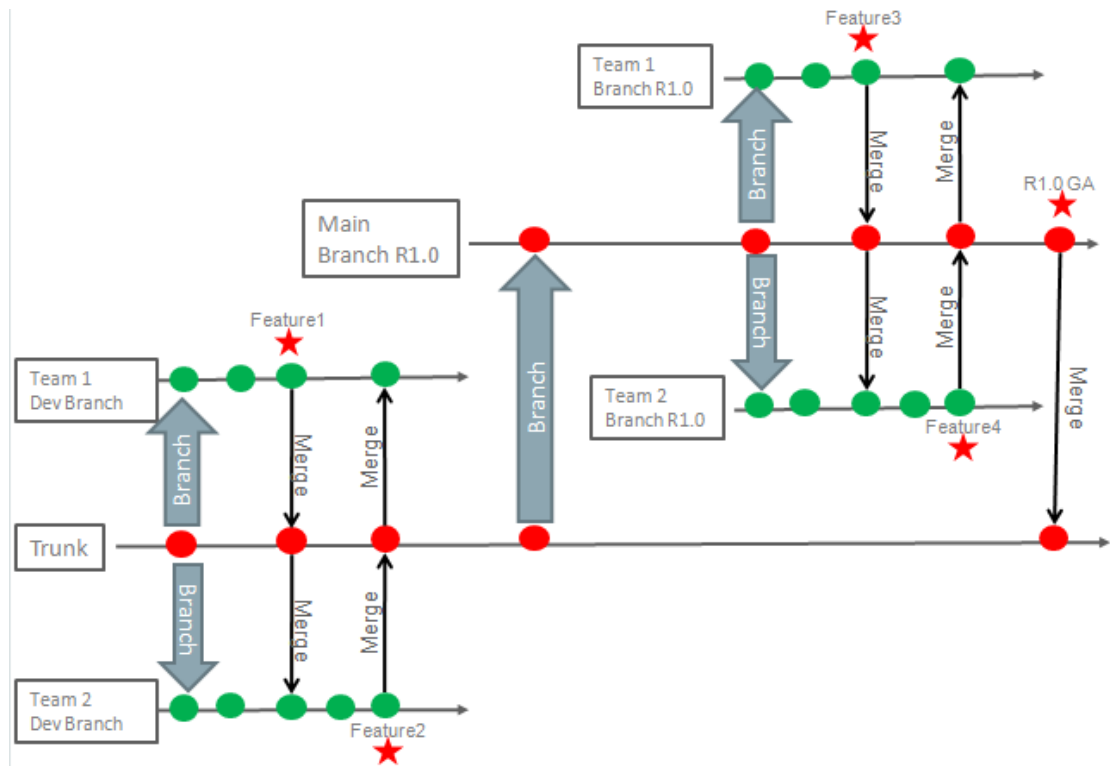 Feature3
Team 1
Branch R1.0
Branch
Merge
Merge
R1.0 GA
Main
Branch R1.0
Branch
Merge
Merge
Feature1
Team 1
Dev Branch
Team 2
Branch R1.0
Feature4
Branch
Merge
Merge
Branch
Merge
Trunk
Branch
Merge
Merge
Team 2
Dev Branch
Feature2